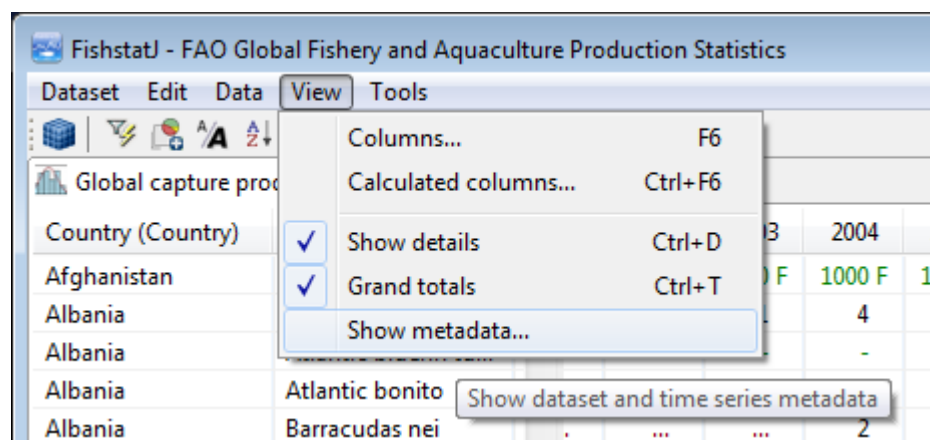 FishstatJ - FAO Global Fishery and Aquaculture Production Statistics
Dataset Edit Data View Tools
Columns... F6
Global capture Calculated columns... Ctrl+F6
Country (Country) Show details Ctrl+D 2004
Afghanistan Grand totals Ctrl+T F 1000 F 1
Albania Show metadata... 4
Albania -
Albania Atlantic bonito Show dataset and time series metadata
Albania Barracudas nei . ... ... 2